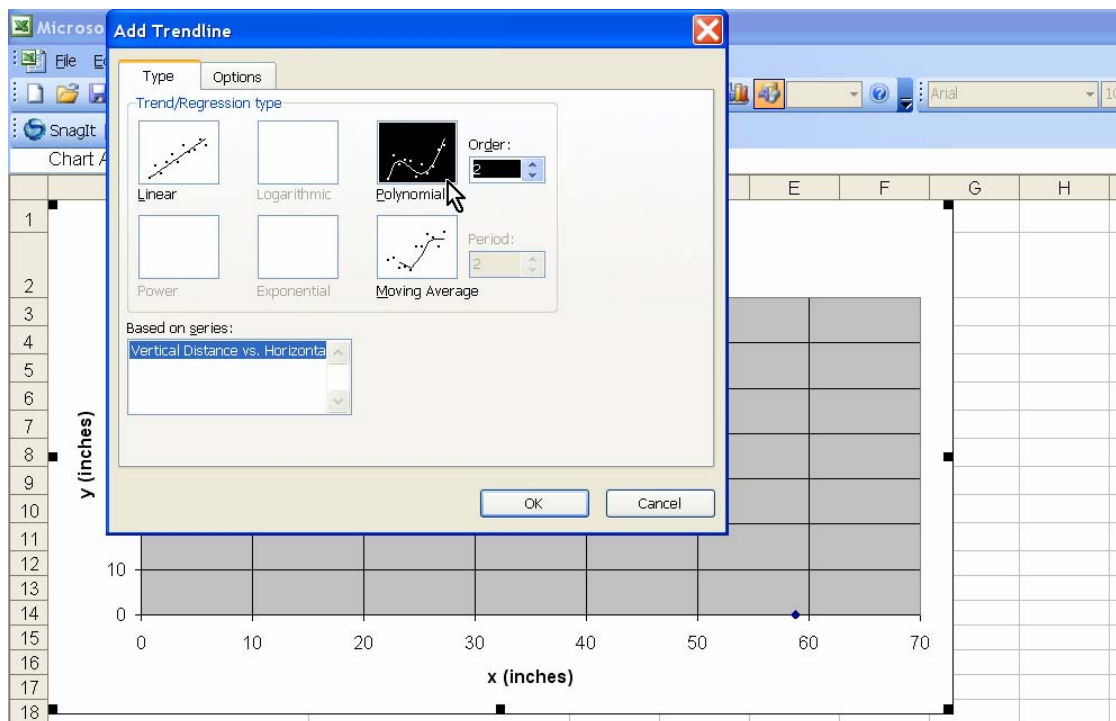 Microso
Add Trendline
File
Type Options
Trend/Regression type
Linear
Logarithmic
Polynomial
Order:
2
Power
Exponential
Moving Average
Period:
2
Based on series:
Vertical Distance vs. Horizonta
OK Cancel
SnagIt
Arial
10
Chart A
E F G H
1
2
3
4
5
6
7
8
9
10
11
12
13
14
15
16
17
18
y (inches)
10
0
0 10 20 30 40 50 60 70
x (inches)